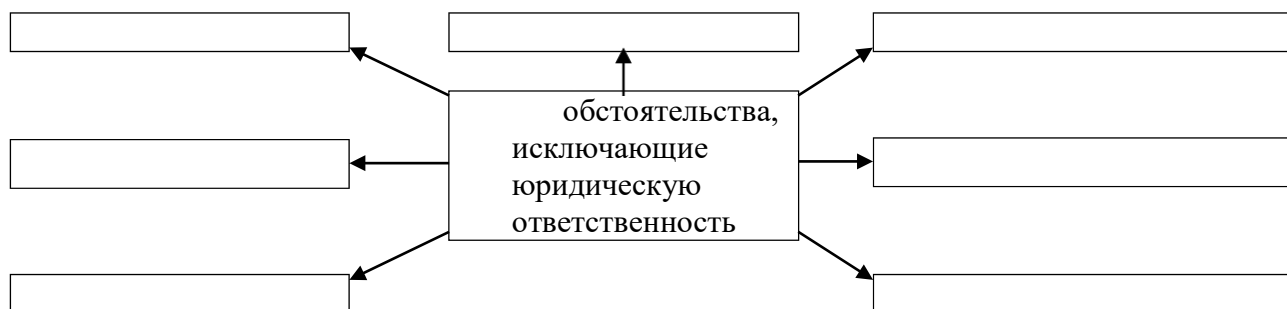 обстоятельства,
исключающие
юридическую
ответственность